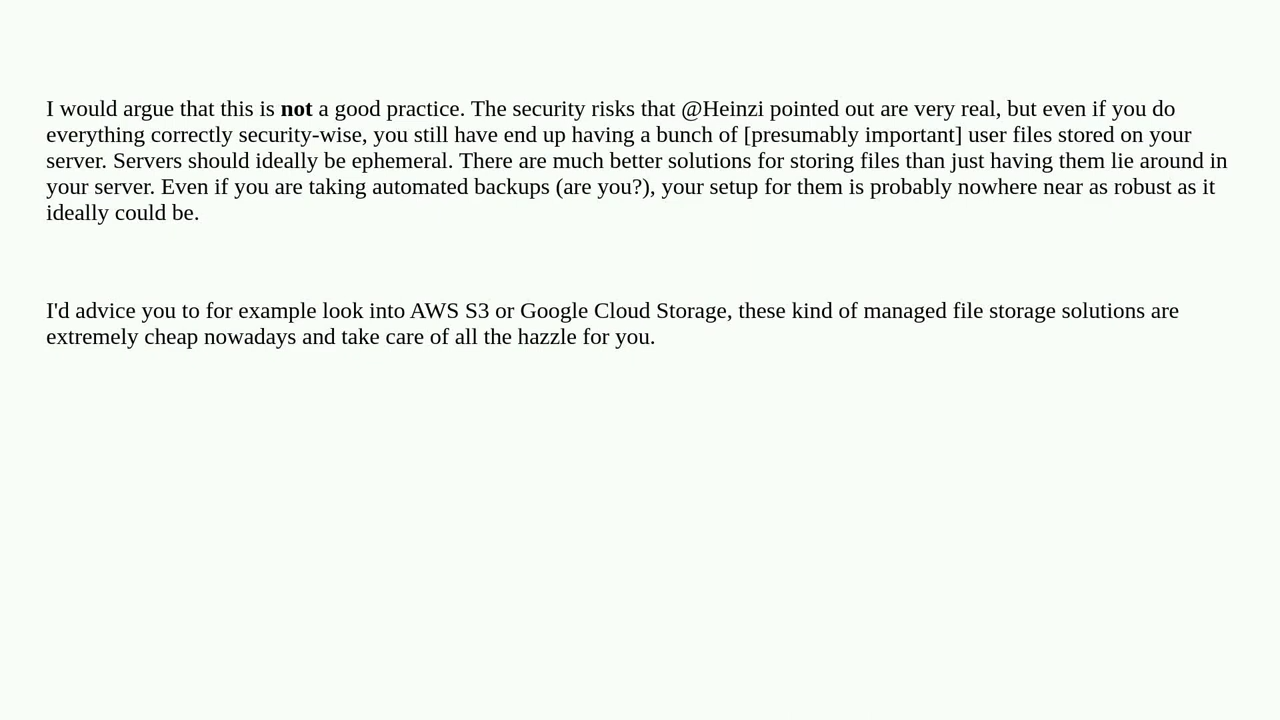 I would argue that this is not a good practice. The security risks that @Heinzi pointed out are very real, but even if you do
everything correctly security-wise, you still have end up having a bunch of [presumably important] user files stored on your
server. Servers should ideally be ephemeral. There are much better solutions for storing files than just having them lie around in
your server. Even if you are taking automated backups (are you?), your setup for them is probably nowhere near as robust as it
ideally could be.
I'd advice you to for example look into AWS S3 or Google Cloud Storage, these kind of managed file storage solutions are
extremely cheap nowadays and take care of all the hazzle for you.